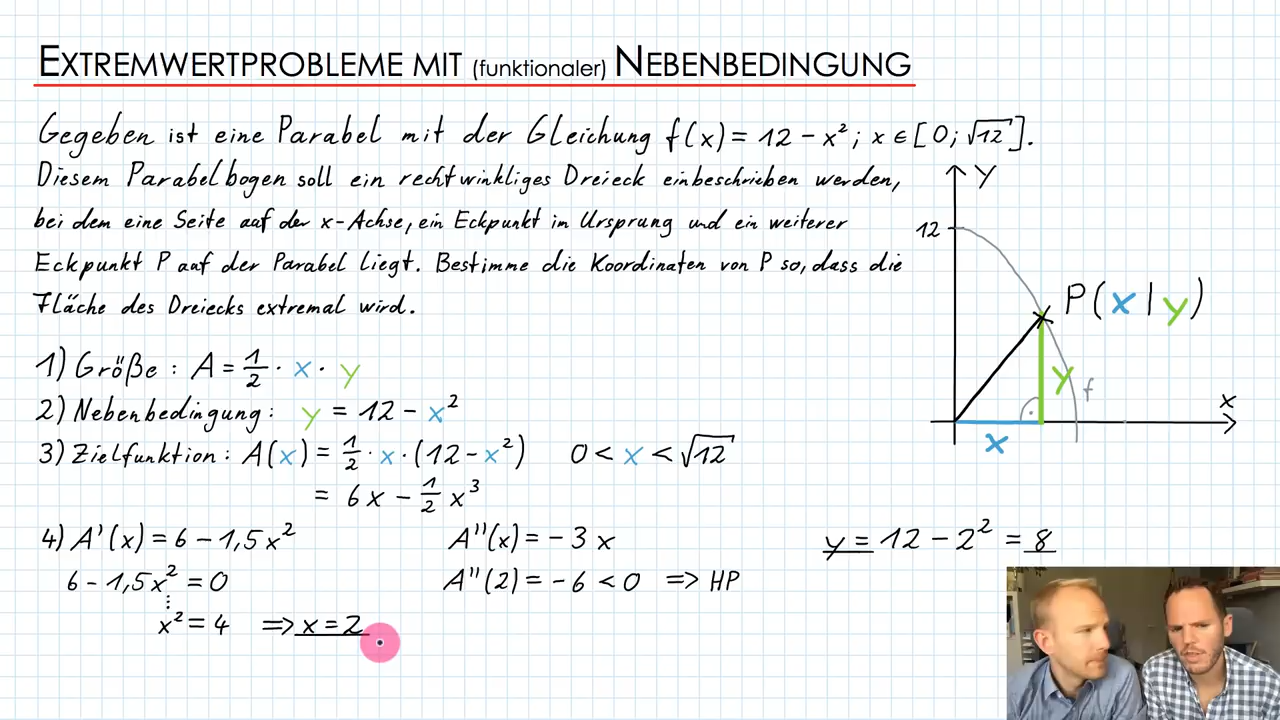 EXTREMWERTPROBLEME MIT (funktionaler) NEBENBEDINGUNG
Gegeben ist eine Parabel mit der Gleichung f(x) = 12 - x²; x ∈ [0; √12].
Diesem Parabelbogen soll ein rechtwinkliges Dreieck einbeschrieben werden,
bei dem eine Seite auf der x-Achse, ein Eckpunkt im Ursprung und ein weiterer
Eckpunkt P auf der Parabel liegt. Bestimme die Koordinaten von P so, dass die
Fläche des Dreiecks extremal wird.
y
12
P(x|y)
y
f
x
x
1) Größe: A = 1/2 · x · y
2) Nebenbedingung: y = 12 - x²
3) Zielfunktion: A(x) = 1/2 · x · (12 - x²) 0 < x < √12
= 6x - 1/2 x³
4) A'(x) = 6 - 1,5x² A''(x) = -3x y = 12 - 2² = 8
6 - 1,5x² = 0 A''(2) = -6 < 0 => HP
⋮
x² = 4 => x = 2